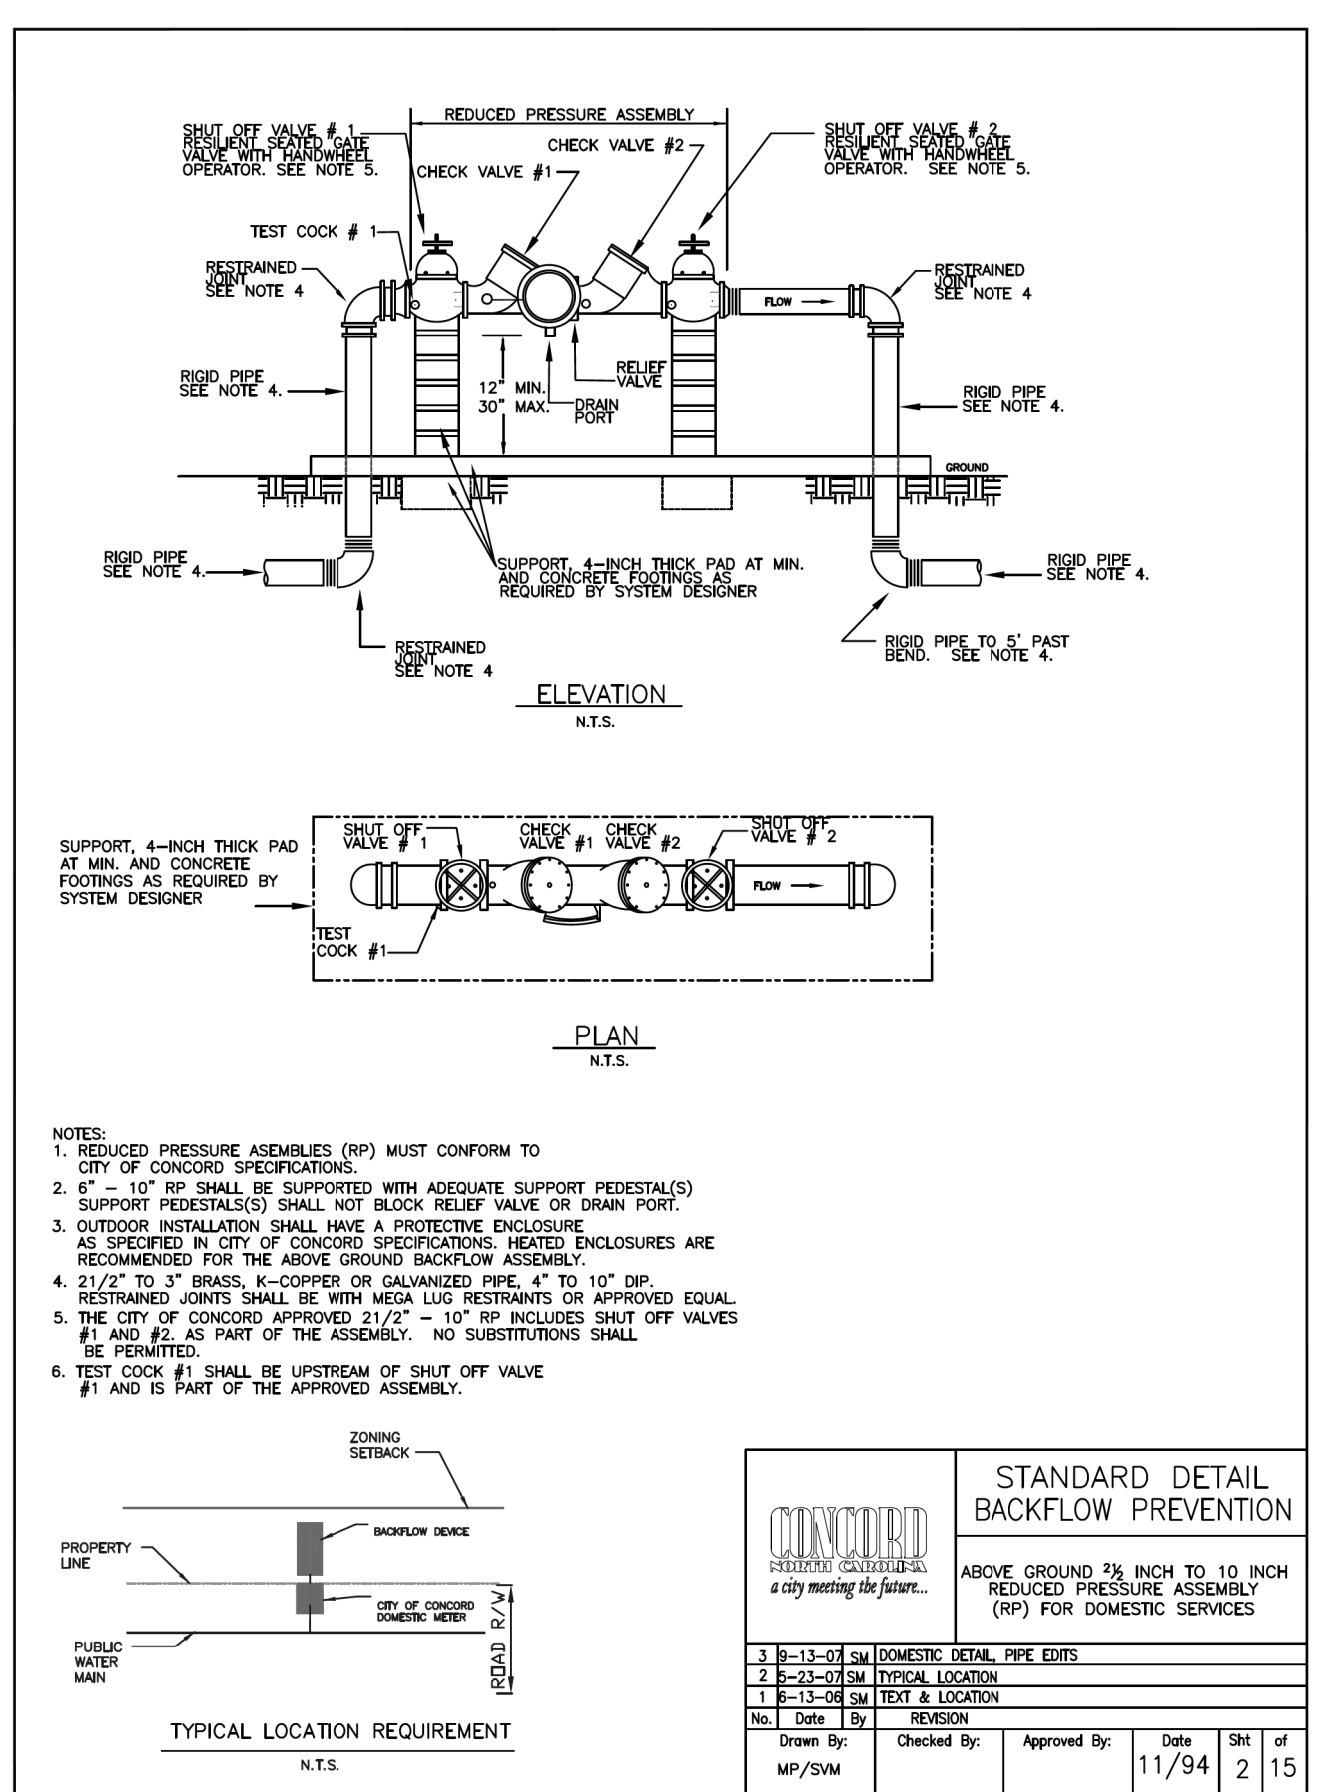 REDUCED PRESSURE ASSEMBLY
SHUT OFF VALVE # 1
RESILIENT SEATED GATE
VALVE WITH HANDWHEEL
OPERATOR. SEE NOTE 5.
CHECK VALVE #1
CHECK VALVE #2
SHUT OFF VALVE # 2
RESILIENT SEATED GATE
VALVE WITH HANDWHEEL
OPERATOR. SEE NOTE 5.
TEST COCK # 1
RESTRAINED
JOINT
SEE NOTE 4
RESTRAINED
JOINT
SEE NOTE 4
FLOW
RIGID PIPE
SEE NOTE 4.
12" MIN.
30" MAX.
RELIEF
VALVE
DRAIN
PORT
RIGID PIPE
SEE NOTE 4.
GROUND
RIGID PIPE
SEE NOTE 4.
SUPPORT, 4-INCH THICK PAD AT MIN.
AND CONCRETE FOOTINGS AS
REQUIRED BY SYSTEM DESIGNER
RIGID PIPE
SEE NOTE 4.
RESTRAINED
JOINT
SEE NOTE 4
RIGID PIPE TO 5' PAST
BEND. SEE NOTE 4.
ELEVATION
N.T.S.
SUPPORT, 4-INCH THICK PAD
AT MIN. AND CONCRETE
FOOTINGS AS REQUIRED BY
SYSTEM DESIGNER
SHUT OFF
VALVE # 1
CHECK
VALVE #1
CHECK
VALVE #2
SHUT OFF
VALVE # 2
FLOW
TEST
COCK #1
PLAN
N.T.S.
NOTES:
1. REDUCED PRESSURE ASEMBLIES (RP) MUST CONFORM TO
CITY OF CONCORD SPECIFICATIONS.
2. 6" - 10" RP SHALL BE SUPPORTED WITH ADEQUATE SUPPORT PEDESTAL(S)
SUPPORT PEDESTALS(S) SHALL NOT BLOCK RELIEF VALVE OR DRAIN PORT.
3. OUTDOOR INSTALLATION SHALL HAVE A PROTECTIVE ENCLOSURE
AS SPECIFIED IN CITY OF CONCORD SPECIFICATIONS. HEATED ENCLOSURES ARE
RECOMMENDED FOR THE ABOVE GROUND BACKFLOW ASSEMBLY.
4. 21/2" TO 3" BRASS, K-COPPER OR GALVANIZED PIPE, 4" TO 10" DIP.
RESTRAINED JOINTS SHALL BE WITH MEGA LUG RESTRAINTS OR APPROVED EQUAL.
5. THE CITY OF CONCORD APPROVED 21/2" - 10" RP INCLUDES SHUT OFF VALVES
#1 AND #2. AS PART OF THE ASSEMBLY. NO SUBSTITUTIONS SHALL
BE PERMITTED.
6. TEST COCK #1 SHALL BE UPSTREAM OF SHUT OFF VALVE
#1 AND IS PART OF THE APPROVED ASSEMBLY.
ZONING
SETBACK
BACKFLOW DEVICE
PROPERTY
LINE
CITY OF CONCORD
DOMESTIC METER
ROAD R/W
PUBLIC
WATER
MAIN
TYPICAL LOCATION REQUIREMENT
N.T.S.
CONCORD
NORTH CAROLINA
a city meeting the future...
STANDARD DETAIL
BACKFLOW PREVENTION
ABOVE GROUND 2½ INCH TO 10 INCH
REDUCED PRESSURE ASSEMBLY
(RP) FOR DOMESTIC SERVICES
3 9-13-07 SM DOMESTIC DETAIL, PIPE EDITS
2 5-23-07 SM TYPICAL LOCATION
1 6-13-06 SM TEXT & LOCATION
No. Date By REVISION
Drawn By: Checked By: Approved By: Date Sht of
MP/SVM 11/94 2 15